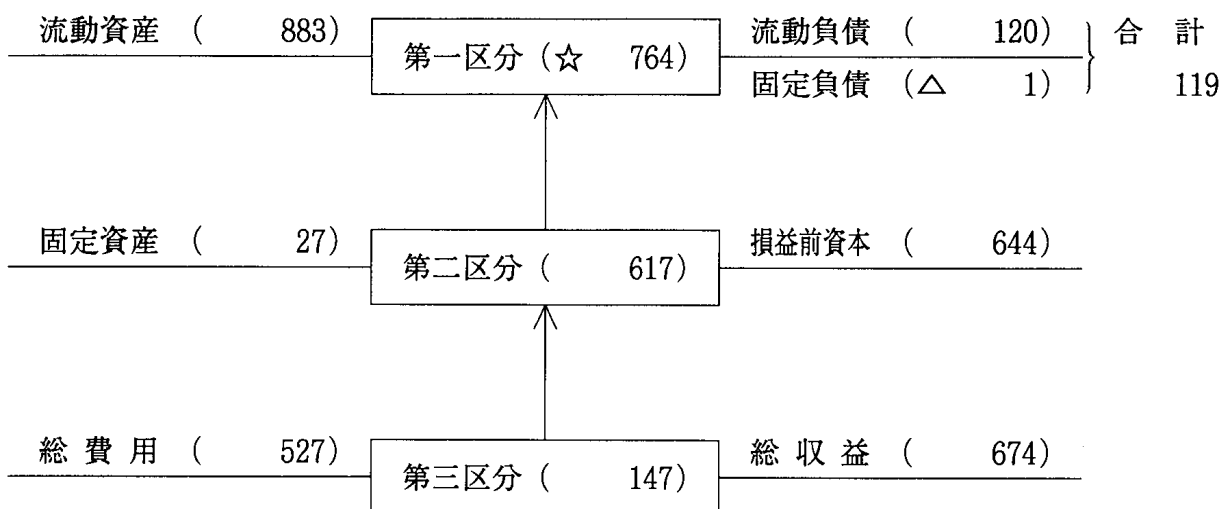 流動資産 ( 883) 第一区分 (☆ 764) 流動負債 ( 120) 合 計
固定負債 (△ 1) 119
固定資産 ( 27) 第二区分 ( 617) 損益前資本 ( 644)
総 費 用 ( 527) 第三区分 ( 147) 総 収 益 ( 674)